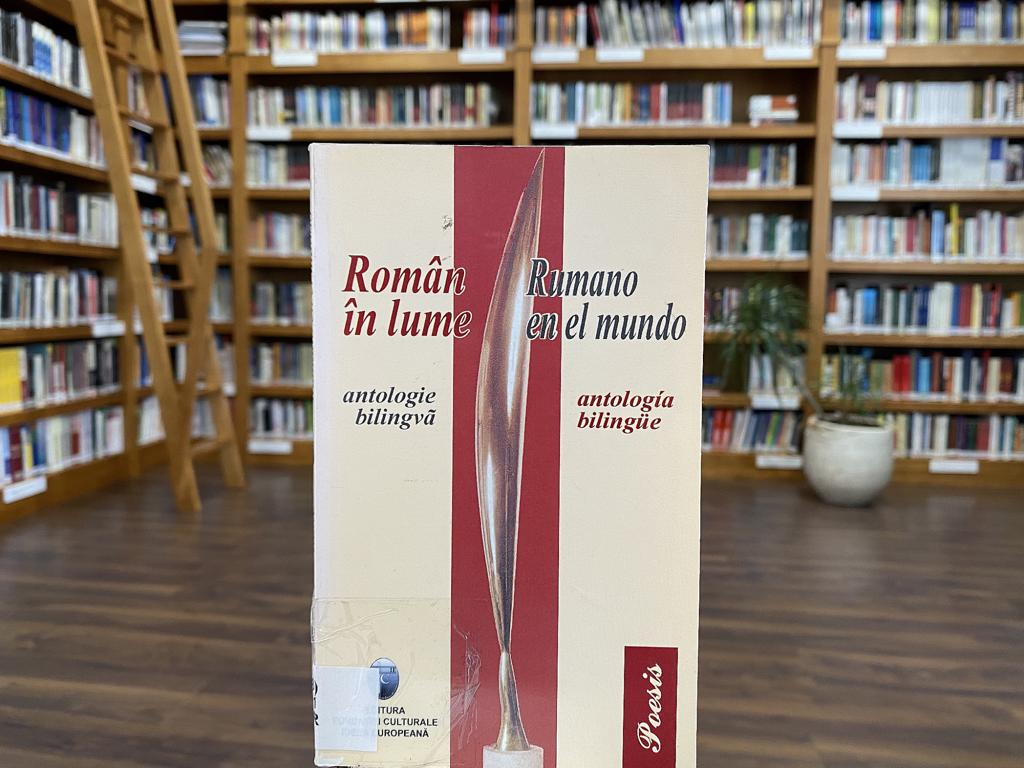 Român
în lume
Rumano
en el mundo
antologie
bilingvã
antología
bilingüe
CULTURALE
EUROPEANĂ
Poesis